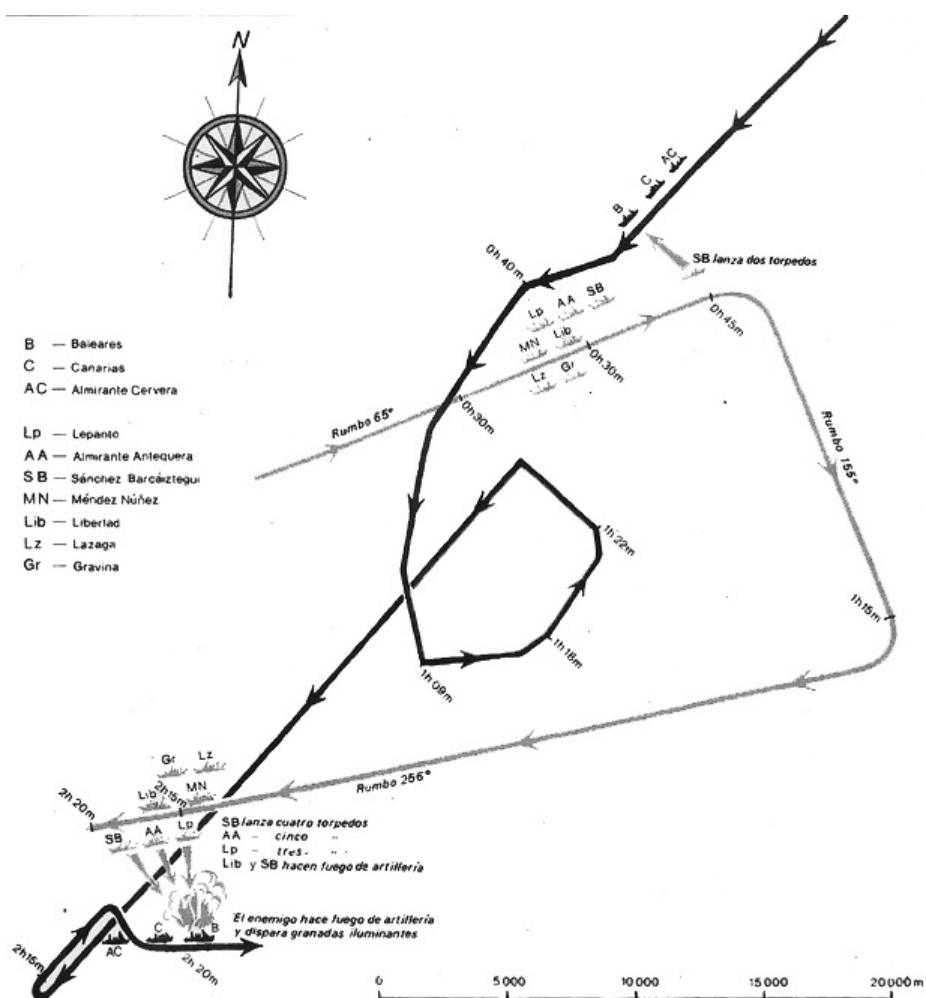 N
AC
C
B
0h 40m
SB lanza dos torpedos
Lp AA SB
MN Lib
Lz Gr
0h 45m
0h 30m
0h 30m
Rumbo 65°
Rumbo 155°
B — Baleares
C — Canarias
AC — Almirante Cervera
Lp — Lepanto
AA — Almirante Antequera
SB — Sánchez Barcáiztegui
MN — Méndez Núñez
Lib — Libertad
Lz — Lazaga
Gr — Gravina
1h 22m
1h 18m
1h 09m
1h 15m
Rumbo 256°
Gr Lz
2h 20m
Lib 2h 15m MN
SB AA Lp
SB lanza cuatro torpedos
AA - cinco "
Lp - tres. "
Lib y SB hacen fuego de artillería
El enemigo hace fuego de artillería
y dispara granadas iluminantes
AC C B
2h 15m
2h 20m
0 5000 10000 15000 20000 m